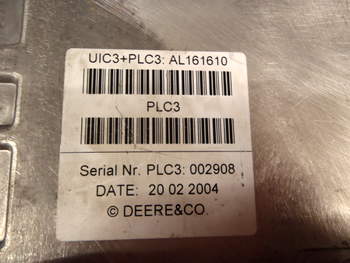 UIC3+PLC3: AL161610
PLC3
Serial Nr. PLC3: 002908
DATE: 20 02 2004
© DEERE&CO.